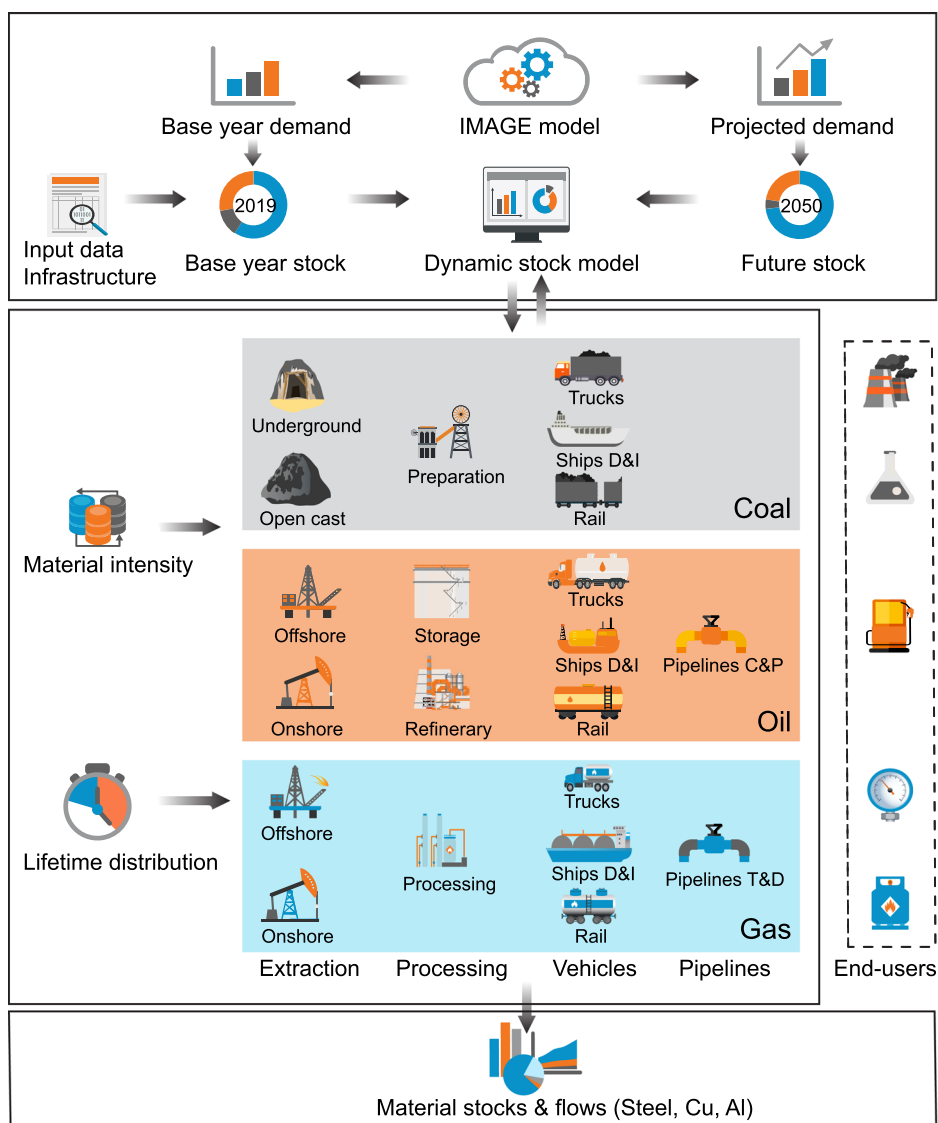 Base year demand
IMAGE model
Projected demand
2019
2050
Input data
Infrastructure
Base year stock
Dynamic stock model
Future stock
Material intensity
Lifetime distribution
Underground
Open cast
Preparation
Trucks
Ships D&I
Rail
Coal
Offshore
Onshore
Storage
Refinerary
Trucks
Ships D&I
Rail
Pipelines C&P
Oil
Offshore
Onshore
Processing
Trucks
Ships D&I
Rail
Pipelines T&D
Gas
Extraction
Processing
Vehicles
Pipelines
End-users
Material stocks & flows (Steel, Cu, Al)